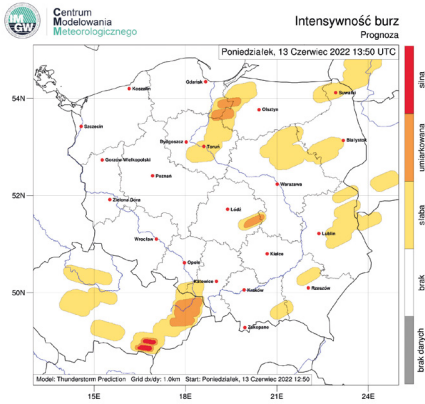 IM
GW
Centrum
Modelowania
Meteorologicznego
Intensywność burz
Prognoza
Poniedziałek, 13 Czerwiec 2022 13:50 UTC
54N
52N
50N
15E
18E
21E
24E
Gdańsk
Koszalin
Suwałki
Olsztyn
Szczecin
Bydgoszcz
Toruń
Białystok
Gorzów Wielkopolski
Poznań
Warszawa
Zielona Góra
Łódź
Wrocław
Lublin
Opole
Kielce
Katowice
Kraków
Rzeszów
Zakopane
silna
umiarkowana
słaba
brak
brak danych
Model: Thunderstorm Prediction Grid dx/dy: 1.0km Start: Poniedziałek, 13 Czerwiec 2022 12:50